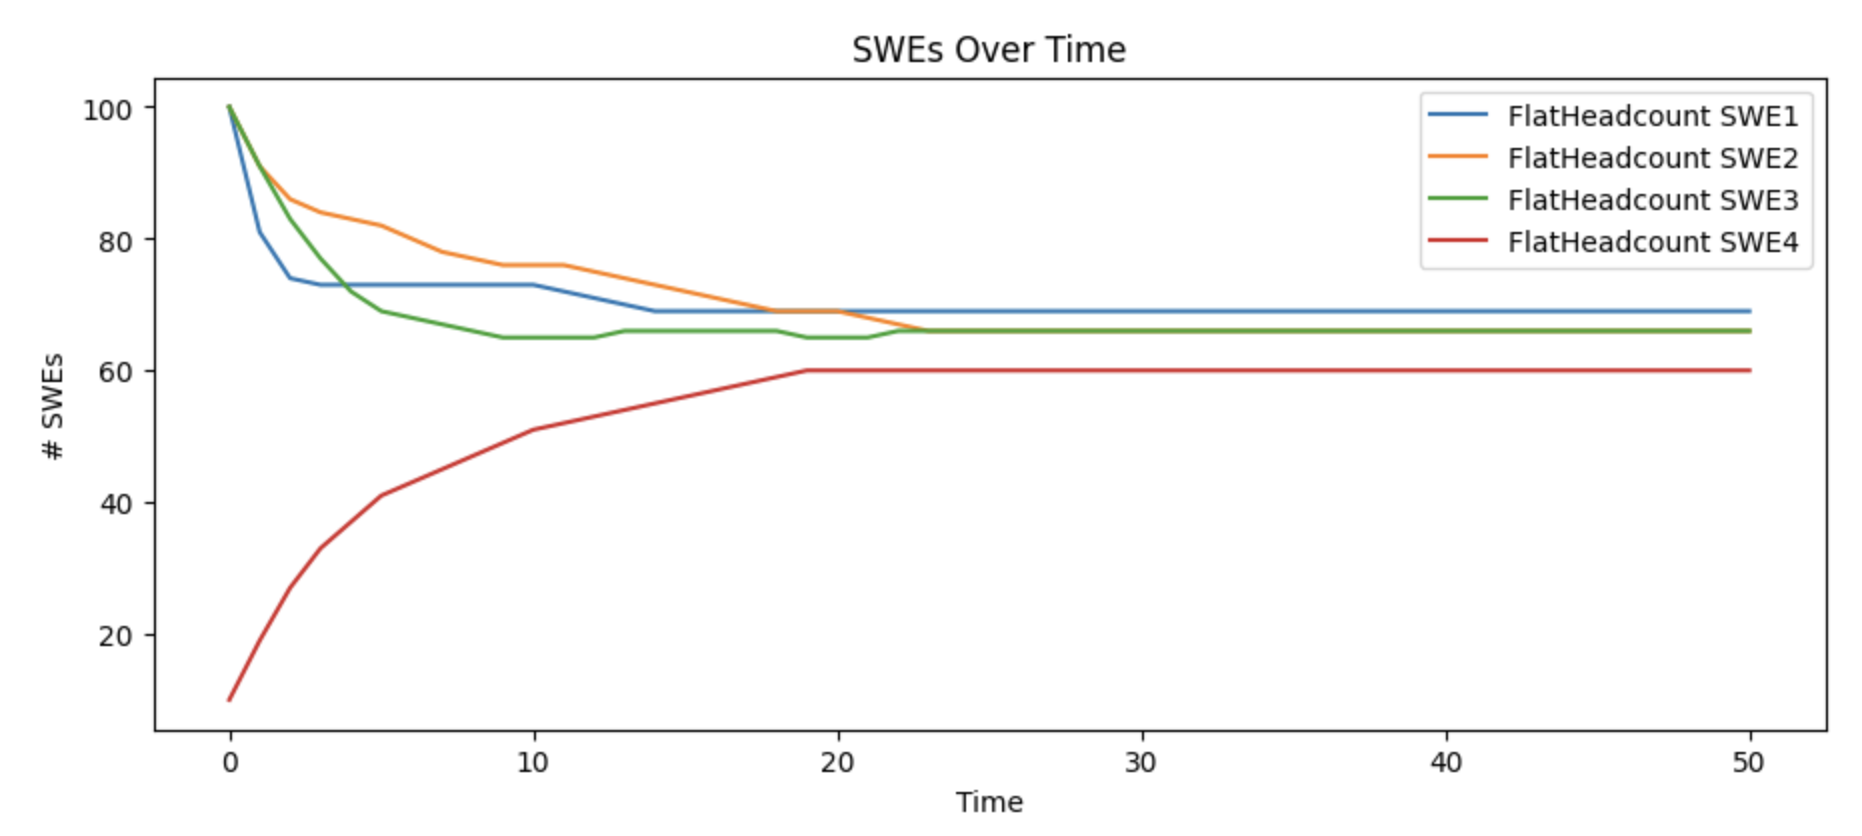 SWEs Over Time
FlatHeadcount SWE1
FlatHeadcount SWE2
FlatHeadcount SWE3
FlatHeadcount SWE4
# SWEs
100
80
60
40
20
0 10 20 30 40 50
Time